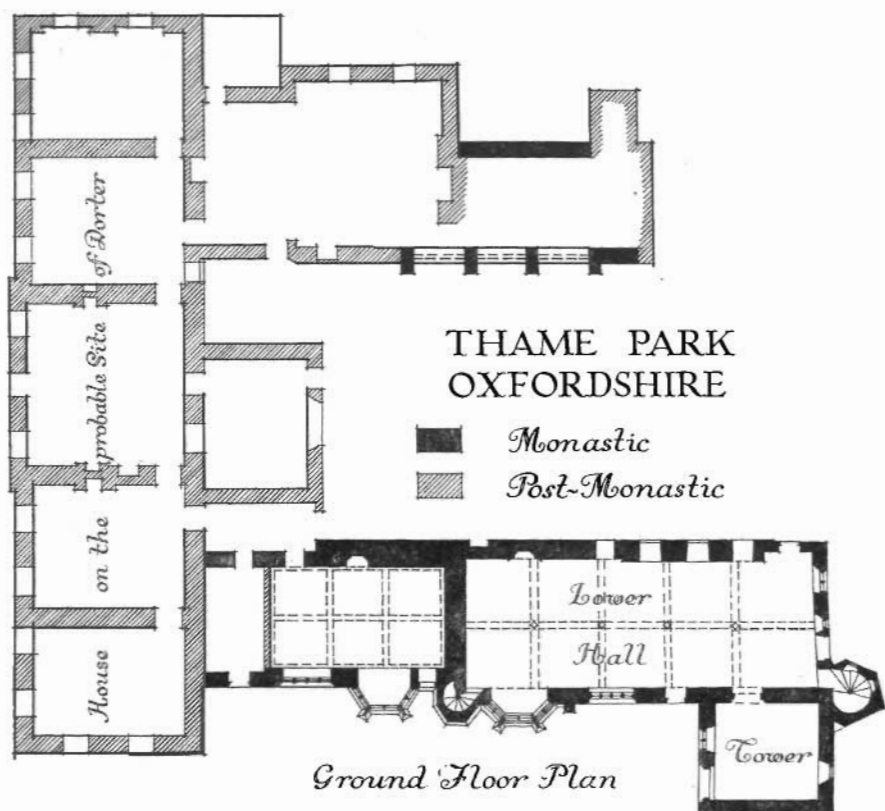 THAME PARK
OXFORDSHIRE
Monastic
Post-Monastic
House on the probable Site of Dorter
Lower
Hall
Tower
Ground Floor Plan